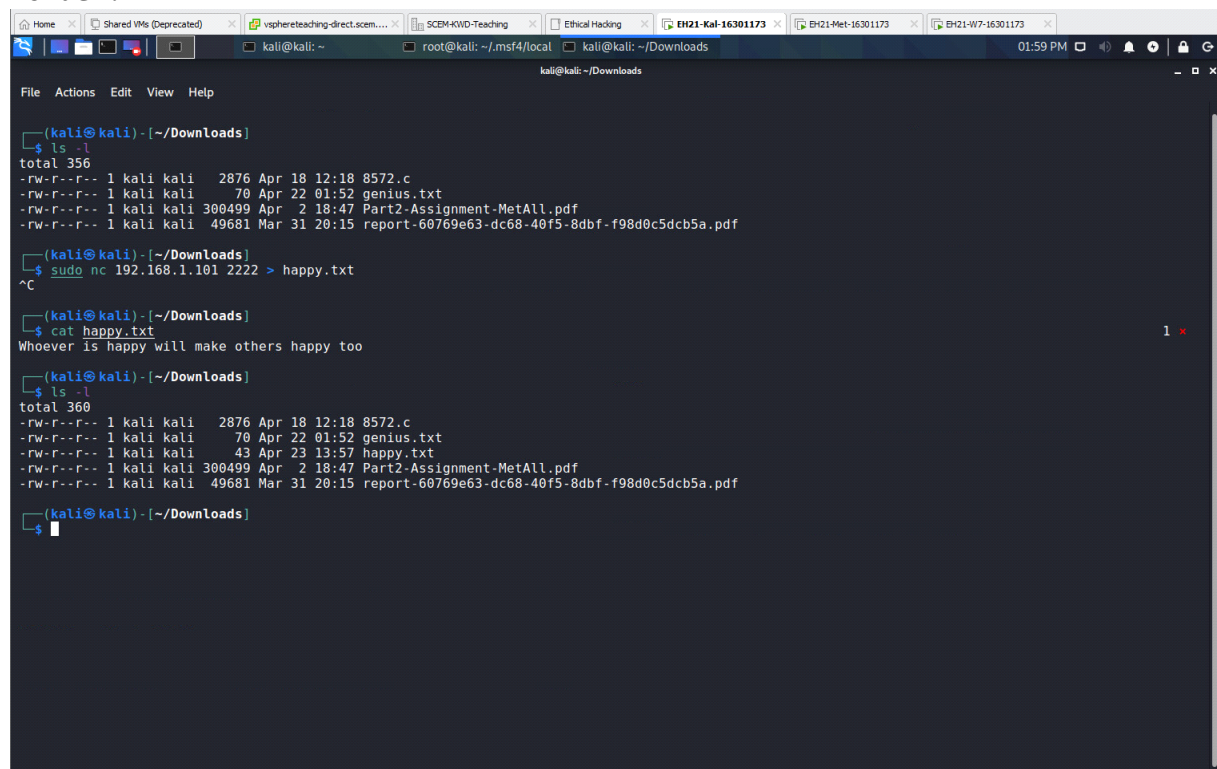 Home Shared VMs (Deprecated) vsphereteaching-direct.scem.... SCEM-KWD-Teaching Ethical Hacking EH21-Kal-16301173 EH21-Met-16301173 EH21-W7-16301173
kali@kali: ~ root@kali: ~/.msf4/local kali@kali: ~/Downloads 01:59 PM
kali@kali: ~/Downloads
File Actions Edit View Help
┌──(kali㉿kali)-[~/Downloads]
└─$ ls -l
total 356
-rw-r--r-- 1 kali kali 2876 Apr 18 12:18 8572.c
-rw-r--r-- 1 kali kali 70 Apr 22 01:52 genius.txt
-rw-r--r-- 1 kali kali 300499 Apr 2 18:47 Part2-Assignment-MetAll.pdf
-rw-r--r-- 1 kali kali 49681 Mar 31 20:15 report-60769e63-dc68-40f5-8dbf-f98d0c5dcb5a.pdf
┌──(kali㉿kali)-[~/Downloads]
└─$ sudo nc 192.168.1.101 2222 > happy.txt
^C
┌──(kali㉿kali)-[~/Downloads]
└─$ cat happy.txt 1 ×
Whoever is happy will make others happy too
┌──(kali㉿kali)-[~/Downloads]
└─$ ls -l
total 360
-rw-r--r-- 1 kali kali 2876 Apr 18 12:18 8572.c
-rw-r--r-- 1 kali kali 70 Apr 22 01:52 genius.txt
-rw-r--r-- 1 kali kali 43 Apr 23 13:57 happy.txt
-rw-r--r-- 1 kali kali 300499 Apr 2 18:47 Part2-Assignment-MetAll.pdf
-rw-r--r-- 1 kali kali 49681 Mar 31 20:15 report-60769e63-dc68-40f5-8dbf-f98d0c5dcb5a.pdf
┌──(kali㉿kali)-[~/Downloads]
└─$